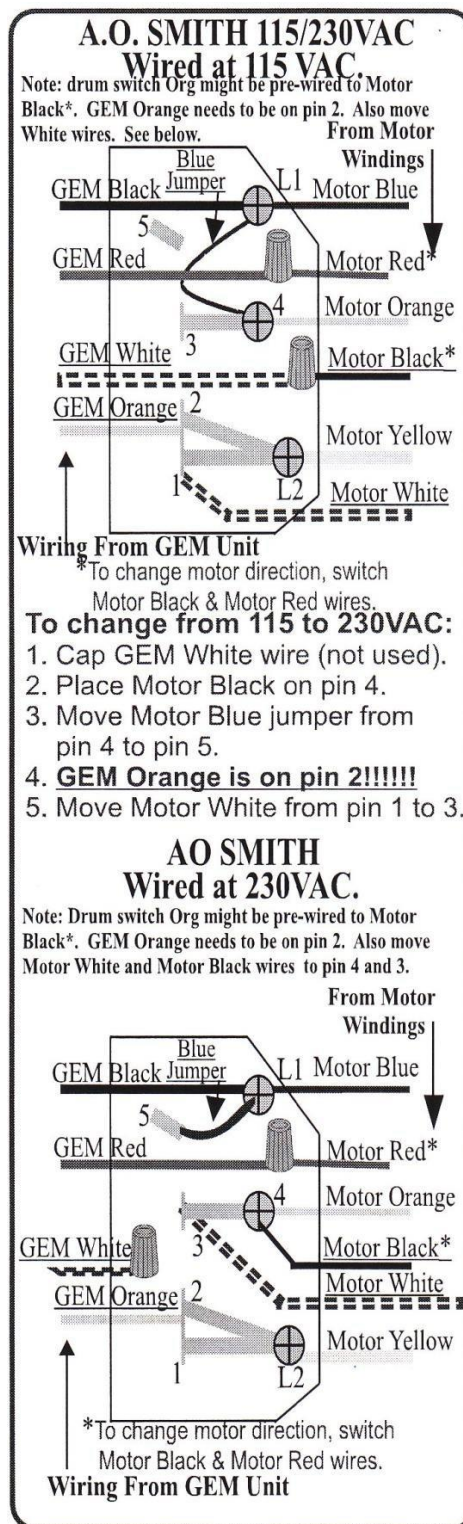 A.O. SMITH 115/230VAC
Wired at 115 VAC.
Note: drum switch Org might be pre-wired to Motor
Black*. GEM Orange needs to be on pin 2. Also move
White wires. See below.
From Motor
Windings
Blue
Jumper
GEM Black
L1
Motor Blue
5
GEM Red
Motor Red*
4
Motor Orange
3
GEM White
Motor Black*
GEM Orange
2
Motor Yellow
1
L2
Motor White
Wiring From GEM Unit
*To change motor direction, switch
Motor Black & Motor Red wires.
To change from 115 to 230VAC:
1. Cap GEM White wire (not used).
2. Place Motor Black on pin 4.
3. Move Motor Blue jumper from
pin 4 to pin 5.
4. GEM Orange is on pin 2!!!!!!
5. Move Motor White from pin 1 to 3.
AO SMITH
Wired at 230VAC.
Note: Drum switch Org might be pre-wired to Motor
Black*. GEM Orange needs to be on pin 2. Also move
Motor White and Motor Black wires to pin 4 and 3.
From Motor
Windings
Blue
Jumper
GEM Black
L1
Motor Blue
5
GEM Red
Motor Red*
4
Motor Orange
3
GEM White
Motor Black*
Motor White
GEM Orange
2
Motor Yellow
1
L2
*To change motor direction, switch
Motor Black & Motor Red wires.
Wiring From GEM Unit